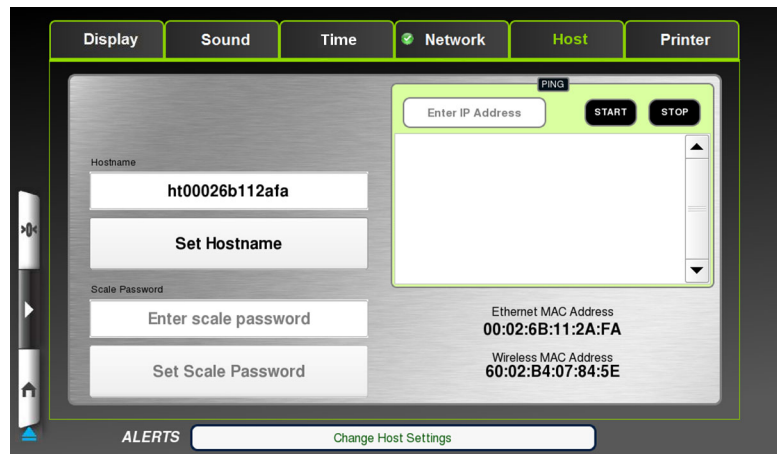 Display Sound Time Network Host Printer
PING
Enter IP Address START STOP
Hostname
ht00026b112afa
Set Hostname
Scale Password
Enter scale password
Set Scale Password
Ethernet MAC Address
00:02:6B:11:2A:FA
Wireless MAC Address
60:02:B4:07:84:5E
>0<
ALERTS Change Host Settings